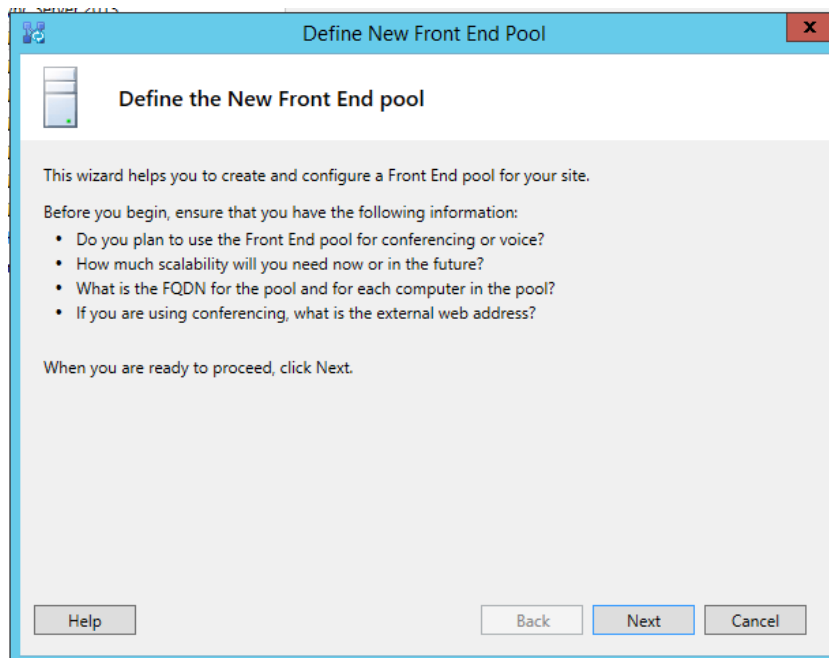 Server 2013
Define New Front End Pool
x
Define the New Front End pool
This wizard helps you to create and configure a Front End pool for your site.
Before you begin, ensure that you have the following information:
• Do you plan to use the Front End pool for conferencing or voice?
• How much scalability will you need now or in the future?
• What is the FQDN for the pool and for each computer in the pool?
• If you are using conferencing, what is the external web address?
When you are ready to proceed, click Next.
Help Back Next Cancel